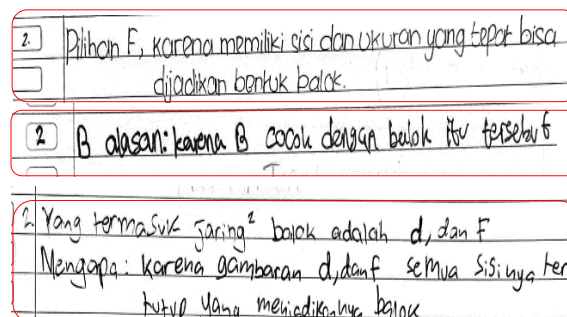 2. Pilihan F, Karena memiliki sisi dan ukuran yang tepat bisa
dijadikan bentuk balok.
2 B alasan: karena B cocok dengan balok itu tersebut
2. Yang termasuk jaring² balok adalah d, dan F
Mengapa: Karena gambaran d, dan f semua sisinya ter
tutup yang menjadikannya balok